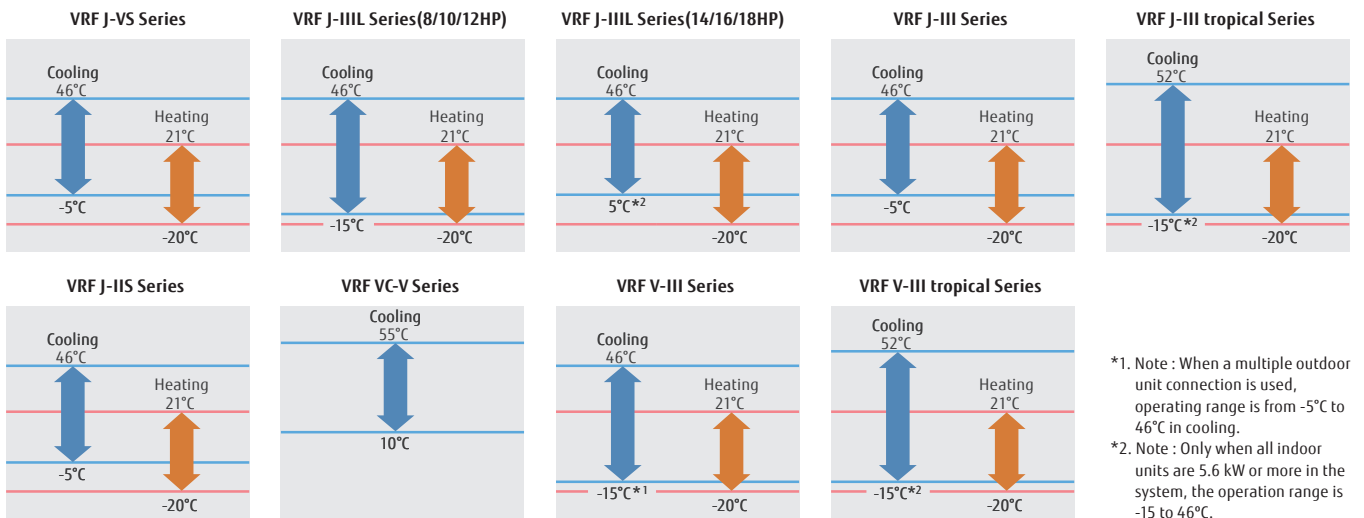 VRF J-VS Series
Cooling
46°C
Heating
21°C
-5°C
-20°C
VRF J-IIIL Series(8/10/12HP)
Cooling
46°C
Heating
21°C
-15°C
-20°C
VRF J-IIIL Series(14/16/18HP)
Cooling
46°C
Heating
21°C
5°C*2
-20°C
VRF J-III Series
Cooling
46°C
Heating
21°C
-5°C
-20°C
VRF J-III tropical Series
Cooling
52°C
Heating
21°C
-15°C*2
-20°C
VRF J-IIS Series
Cooling
46°C
Heating
21°C
-5°C
-20°C
VRF VC-V Series
Cooling
55°C
10°C
VRF V-III Series
Cooling
46°C
Heating
21°C
-15°C*1
-20°C
VRF V-III tropical Series
Cooling
52°C
Heating
21°C
-15°C*2
-20°C
*1. Note : When a multiple outdoor
unit connection is used,
operating range is from -5°C to
46°C in cooling.
*2. Note : Only when all indoor
units are 5.6 kW or more in the
system, the operation range is
-15 to 46°C.